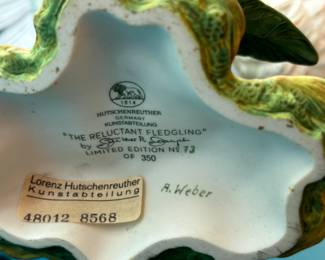 1814
HUTSCHENREUTHER
GERMANY
KUNSTABTEILUNG
"THE RELUCTANT FLEDGLING"
by
LIMITED EDITION № 73
OF 350
Lorenz Hutschenreuther
Kunstabteilung
48012 8568
A. Weber